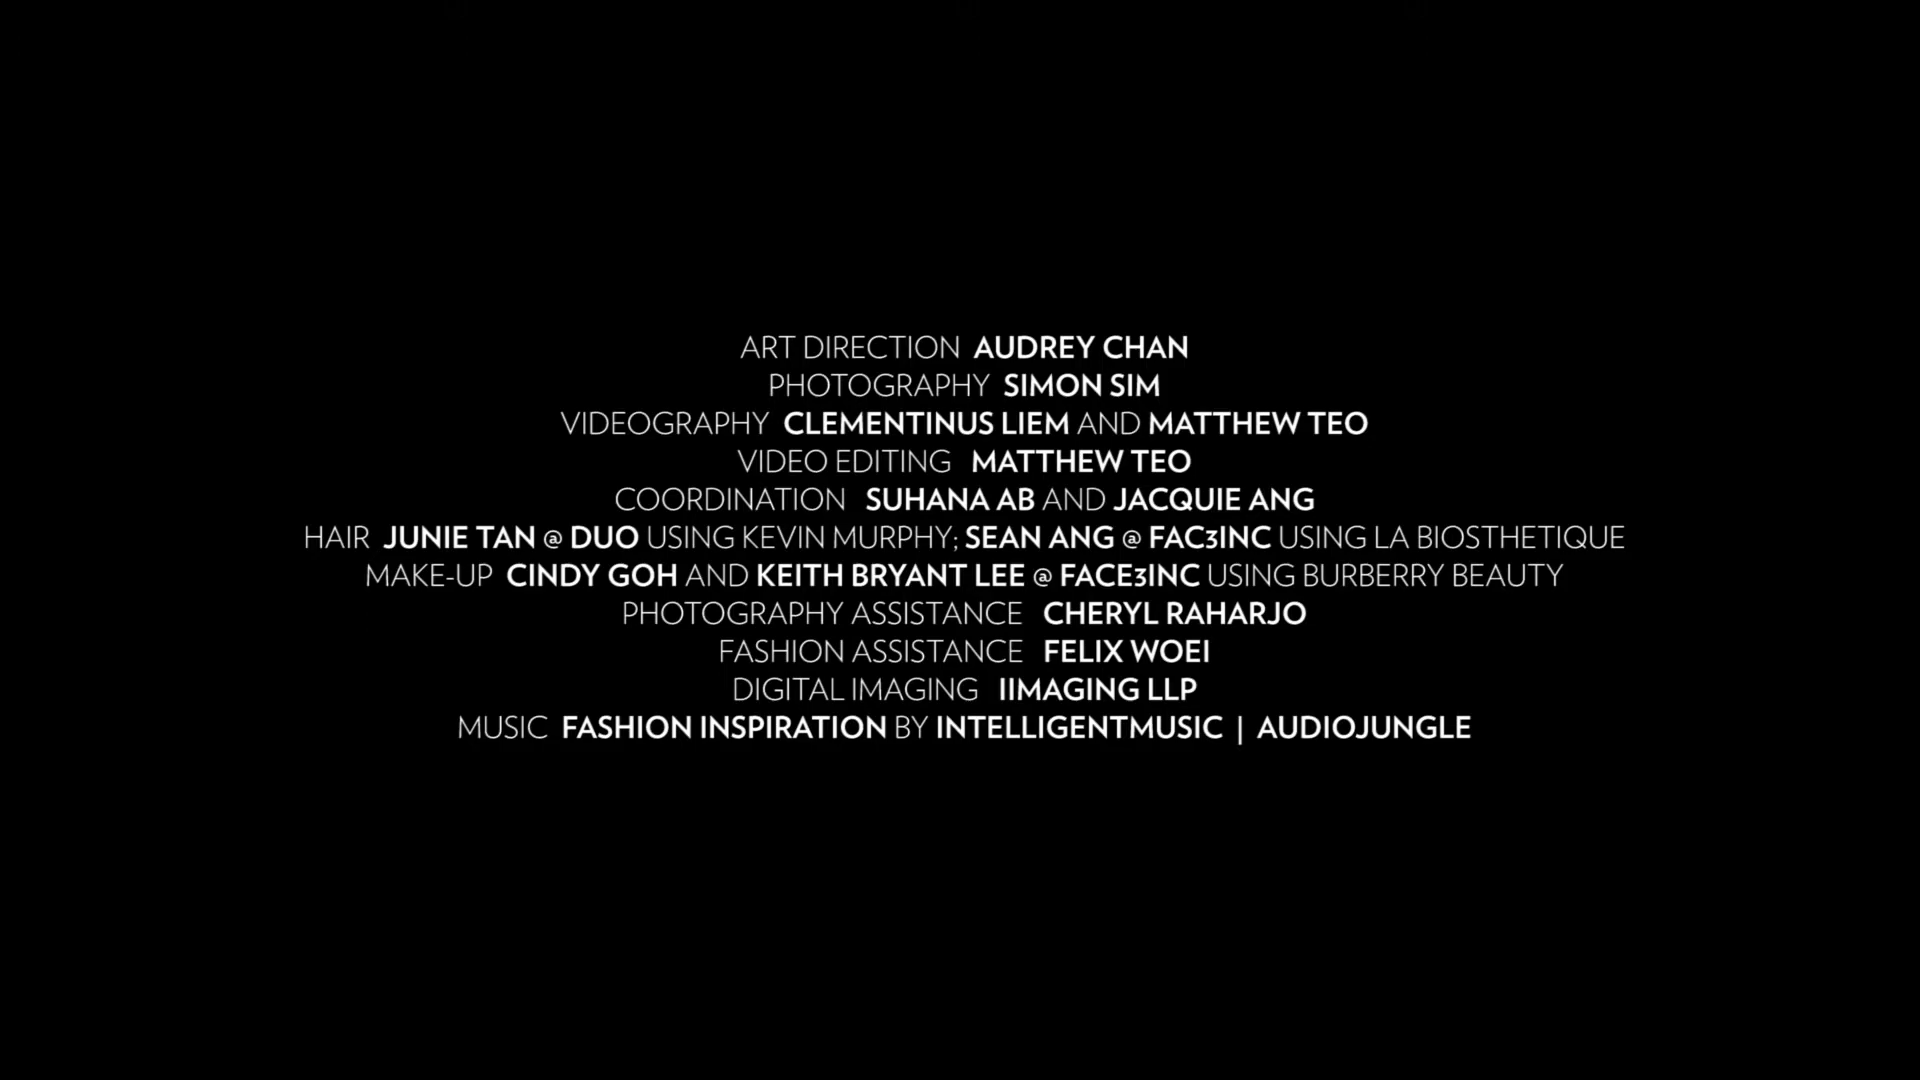 ART DIRECTION AUDREY CHAN
PHOTOGRAPHY SIMON SIM
VIDEOGRAPHY CLEMENTINUS LIEM AND MATTHEW TEO
VIDEO EDITING MATTHEW TEO
COORDINATION SUHANA AB AND JACQUIE ANG
HAIR JUNIE TAN @ DUO USING KEVIN MURPHY; SEAN ANG @ FAC3INC USING LA BIOSTHETIQUE
MAKE-UP CINDY GOH AND KEITH BRYANT LEE @ FACE3INC USING BURBERRY BEAUTY
PHOTOGRAPHY ASSISTANCE CHERYL RAHARJO
FASHION ASSISTANCE FELIX WOEI
DIGITAL IMAGING IIMAGING LLP
MUSIC FASHION INSPIRATION BY INTELLIGENTMUSIC | AUDIOJUNGLE